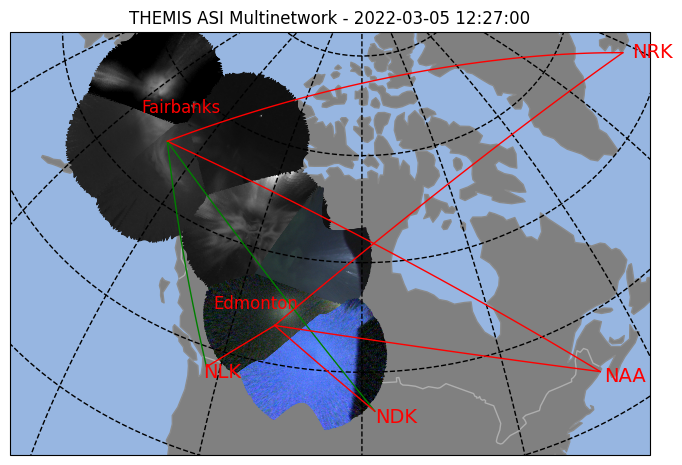 THEMIS ASI Multinetwork - 2022-03-05 12:27:00
NRK
Fairbanks
Edmonton
NLK
NAA
NDK